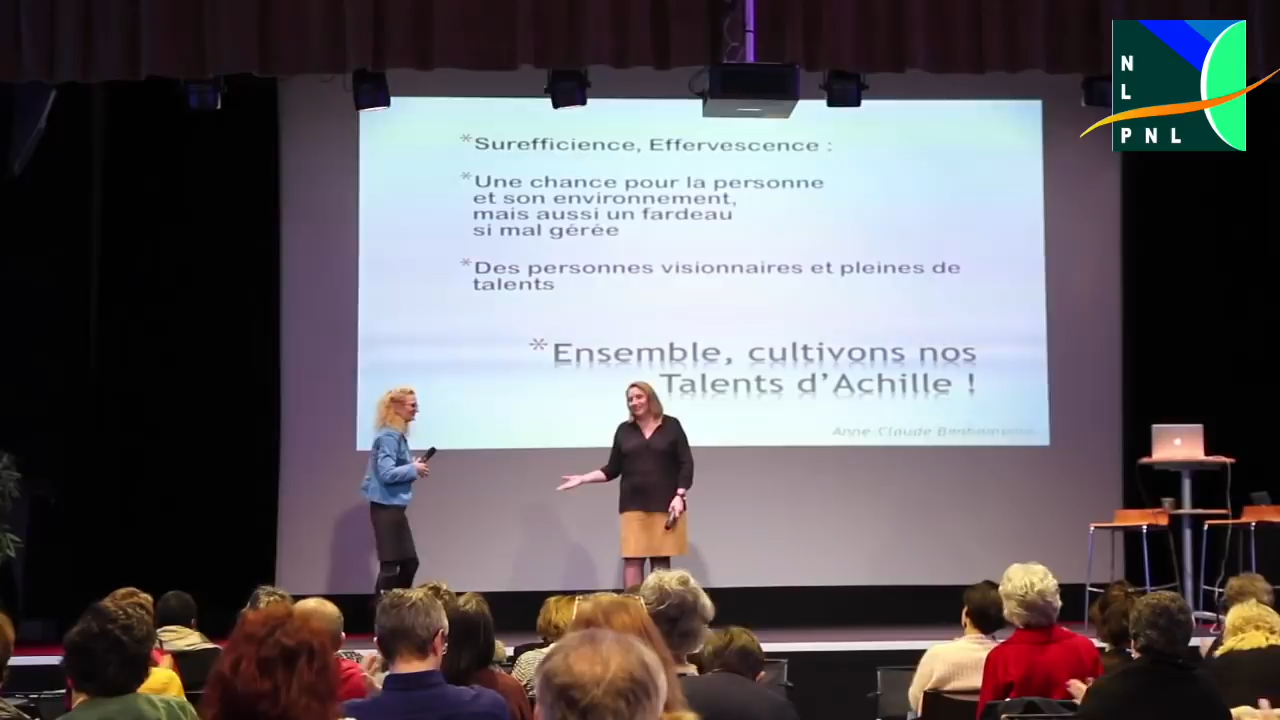 N
L
P N L
*Surefficience, Effervescence :
*Une chance pour la personne
et son environnement,
mais aussi un fardeau
si mal gérée
*Des personnes visionnaires et pleines de
talents
*Ensemble, cultivons nos
Talents d'Achille !
Anne-Claude